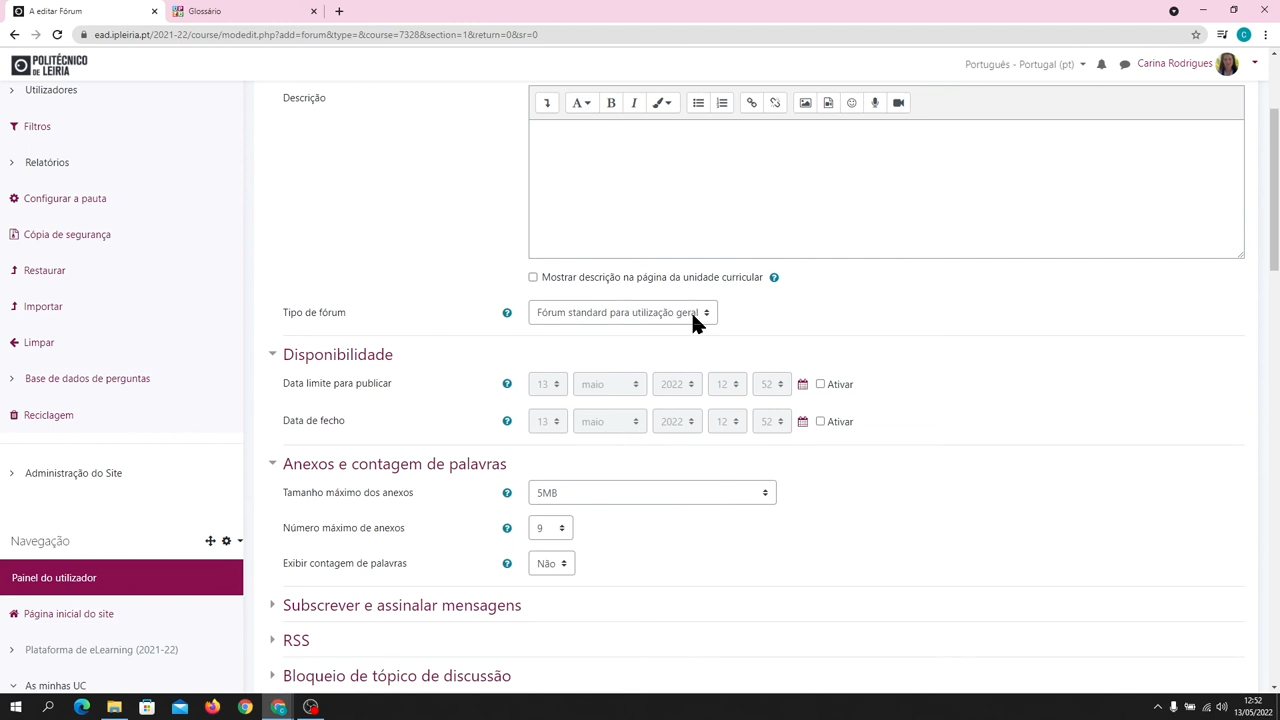 A editar Fórum
Glossário
ead.ipleiria.pt/2021-22/course/modedit.php?add=forum&type=&course=7328&section=1&return=0&sr=0
C
POLITÉCNICO
DE LEIRIA
Português - Portugal (pt)
Carina Rodrigues
Utilizadores
Filtros
Relatórios
Configurar a pauta
Cópia de segurança
Restaurar
Importar
Limpar
Base de dados de perguntas
Reciclagem
Administração do Site
Navegação
Painel do utilizador
Página inicial do site
Plataforma de eLearning (2021-22)
As minhas UC
Descrição
A B I
Mostrar descrição na página da unidade curricular
Tipo de fórum
Fórum standard para utilização geral
Disponibilidade
Data limite para publicar
13 maio 2022 12 52 Ativar
Data de fecho
13 maio 2022 12 52 Ativar
Anexos e contagem de palavras
Tamanho máximo dos anexos
5MB
Número máximo de anexos
9
Exibir contagem de palavras
Não
Subscrever e assinalar mensagens
RSS
Bloqueio de tópico de discussão
12:52
13/05/2022